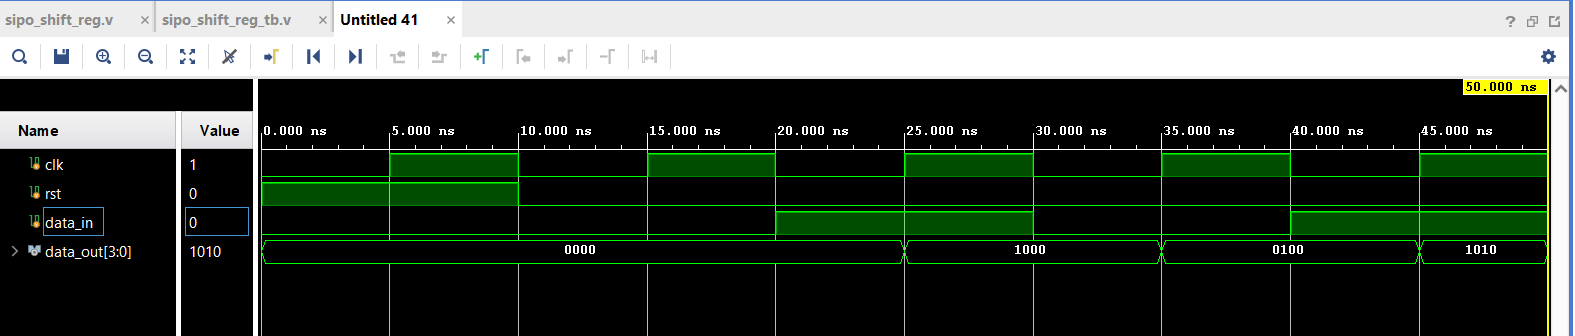 sipo_shift_reg.v × sipo_shift_reg_tb.v × Untitled 41 ×
?
50.000 ns
Name Value 0.000 ns 5.000 ns 10.000 ns 15.000 ns 20.000 ns 25.000 ns 30.000 ns 35.000 ns 40.000 ns 45.000 ns
clk 1
rst 0
data_in 0
data_out[3:0] 1010 0000 1000 0100 1010